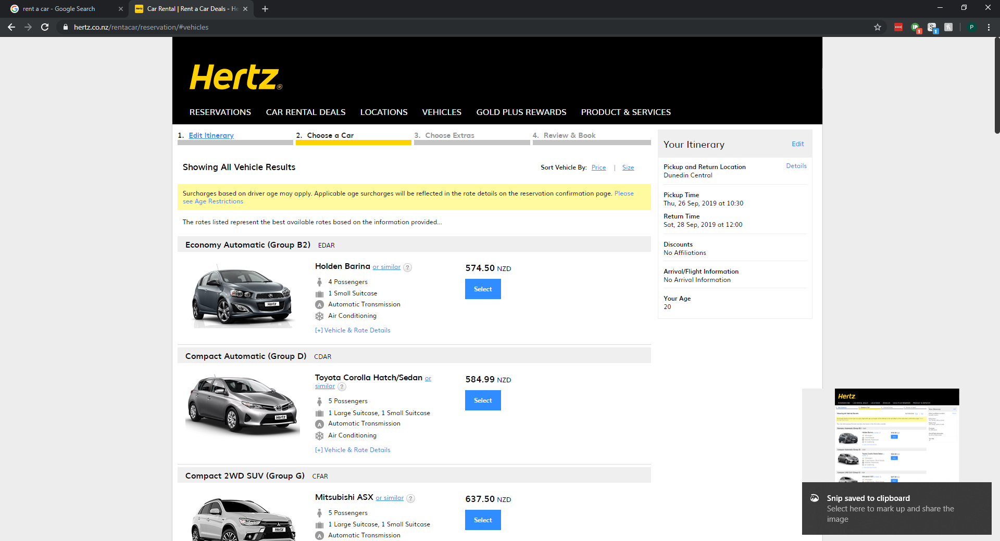 rent a car - Google Search
Car Rental | Rent a Car Deals - He
hertz.co.nz/rentacar/reservation/#vehicles
1
S
1
P
Hertz®
RESERVATIONS CAR RENTAL DEALS LOCATIONS VEHICLES GOLD PLUS REWARDS PRODUCT & SERVICES
1. Edit Itinerary
2. Choose a Car
3. Choose Extras
4. Review & Book
Showing All Vehicle Results
Sort Vehicle By: Price | Size
Surcharges based on driver age may apply. Applicable age surcharges will be reflected in the rate details on the reservation confirmation page. Please
see Age Restrictions
The rates listed represent the best available rates based on the information provided...
Economy Automatic (Group B2) EDAR
Hertz
Holden Barina or similar ?
4 Passengers
1 Small Suitcase
A Automatic Transmission
Air Conditioning
[+] Vehicle & Rate Details
574.50 NZD
Select
Compact Automatic (Group D) CDAR
Hertz
Toyota Corolla Hatch/Sedan or
similar ?
5 Passengers
1 Large Suitcase, 1 Small Suitcase
A Automatic Transmission
Air Conditioning
[+] Vehicle & Rate Details
584.99 NZD
Select
Compact 2WD SUV (Group G) CFAR
Hertz
Mitsubishi ASX or similar ?
5 Passengers
1 Large Suitcase, 1 Small Suitcase
A Automatic Transmission
637.50 NZD
Select
Your Itinerary
Edit
Pickup and Return Location
Details
Dunedin Central
Pickup Time
Thu, 26 Sep, 2019 at 10:30
Return Time
Sat, 28 Sep, 2019 at 12:00
Discounts
No Affiliations
Arrival/Flight Information
No Arrival Information
Your Age
20
Hertz
Snip saved to clipboard
Select here to mark up and share the
image